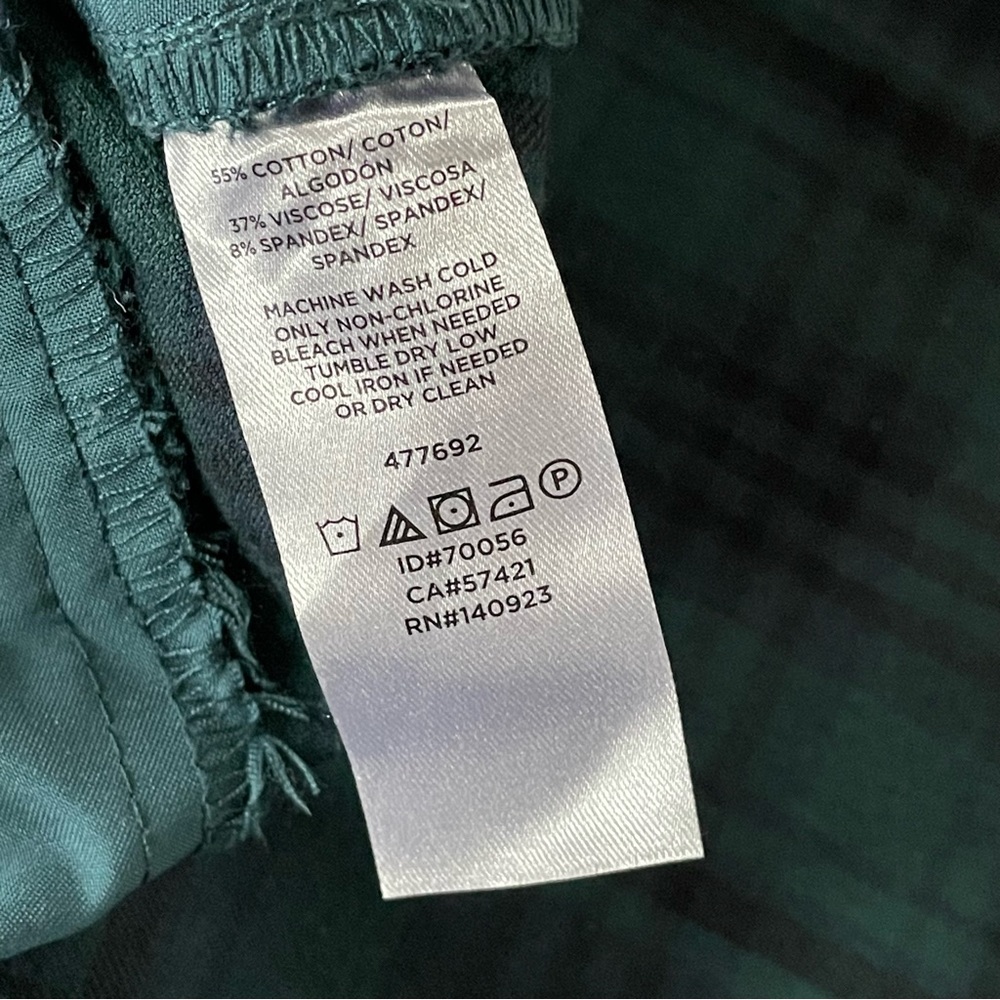 55% COTTON/ COTON/
ALGODÓN
37% VISCOSE/ VISCOSA
8% SPANDEX/ SPANDEX/
SPANDEX
MACHINE WASH COLD
ONLY NON-CHLORINE
BLEACH WHEN NEEDED
TUMBLE DRY LOW
COOL IRON IF NEEDED
OR DRY CLEAN
477692
P
ID#70056
CA#57421
RN#140923